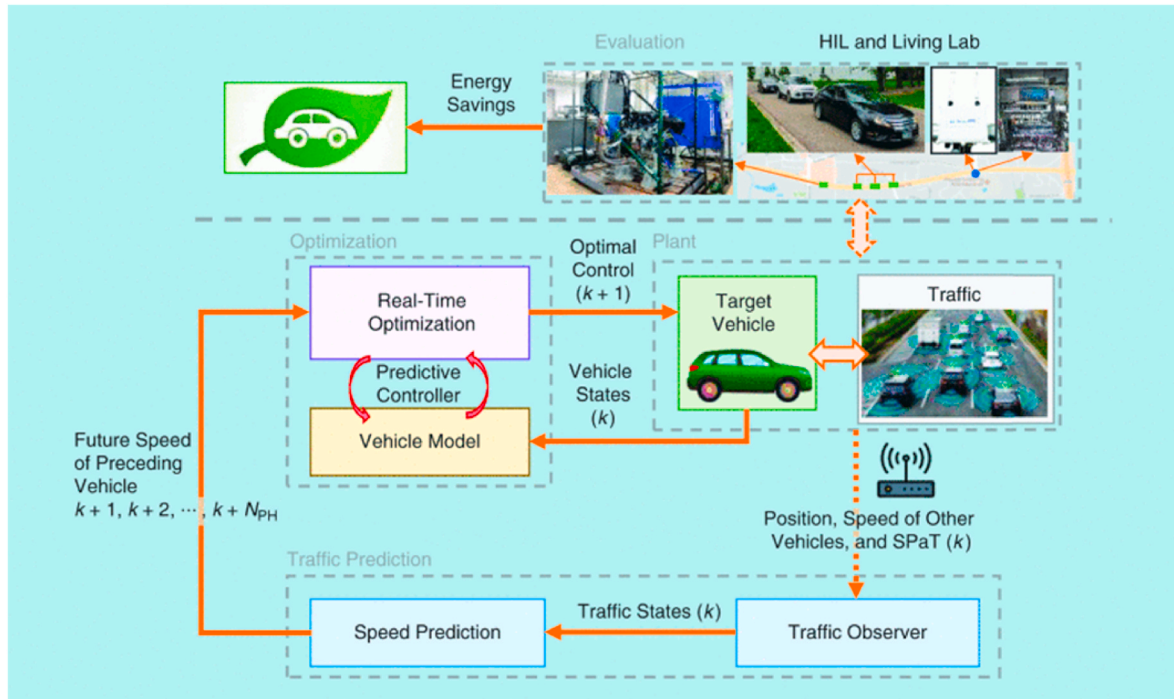 Evaluation
HIL and Living Lab
Energy
Savings
Optimization
Optimal
Control
(k + 1)
Plant
Real-Time
Optimization
Target
Vehicle
Traffic
Predictive
Controller
Vehicle
States
(k)
Vehicle Model
Future Speed
of Preceding
Vehicle
k + 1, k + 2, ···, k + NPH
Position, Speed of Other
Vehicles, and SPaT (k)
Traffic Prediction
Speed Prediction
Traffic States (k)
Traffic Observer